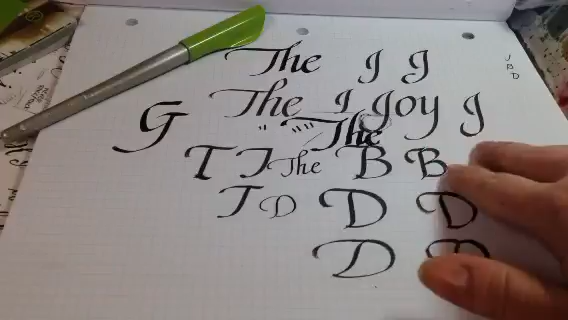 The J J
The J Joy J
G " """ The
T I The B B
J D D D
D D
J
B
D